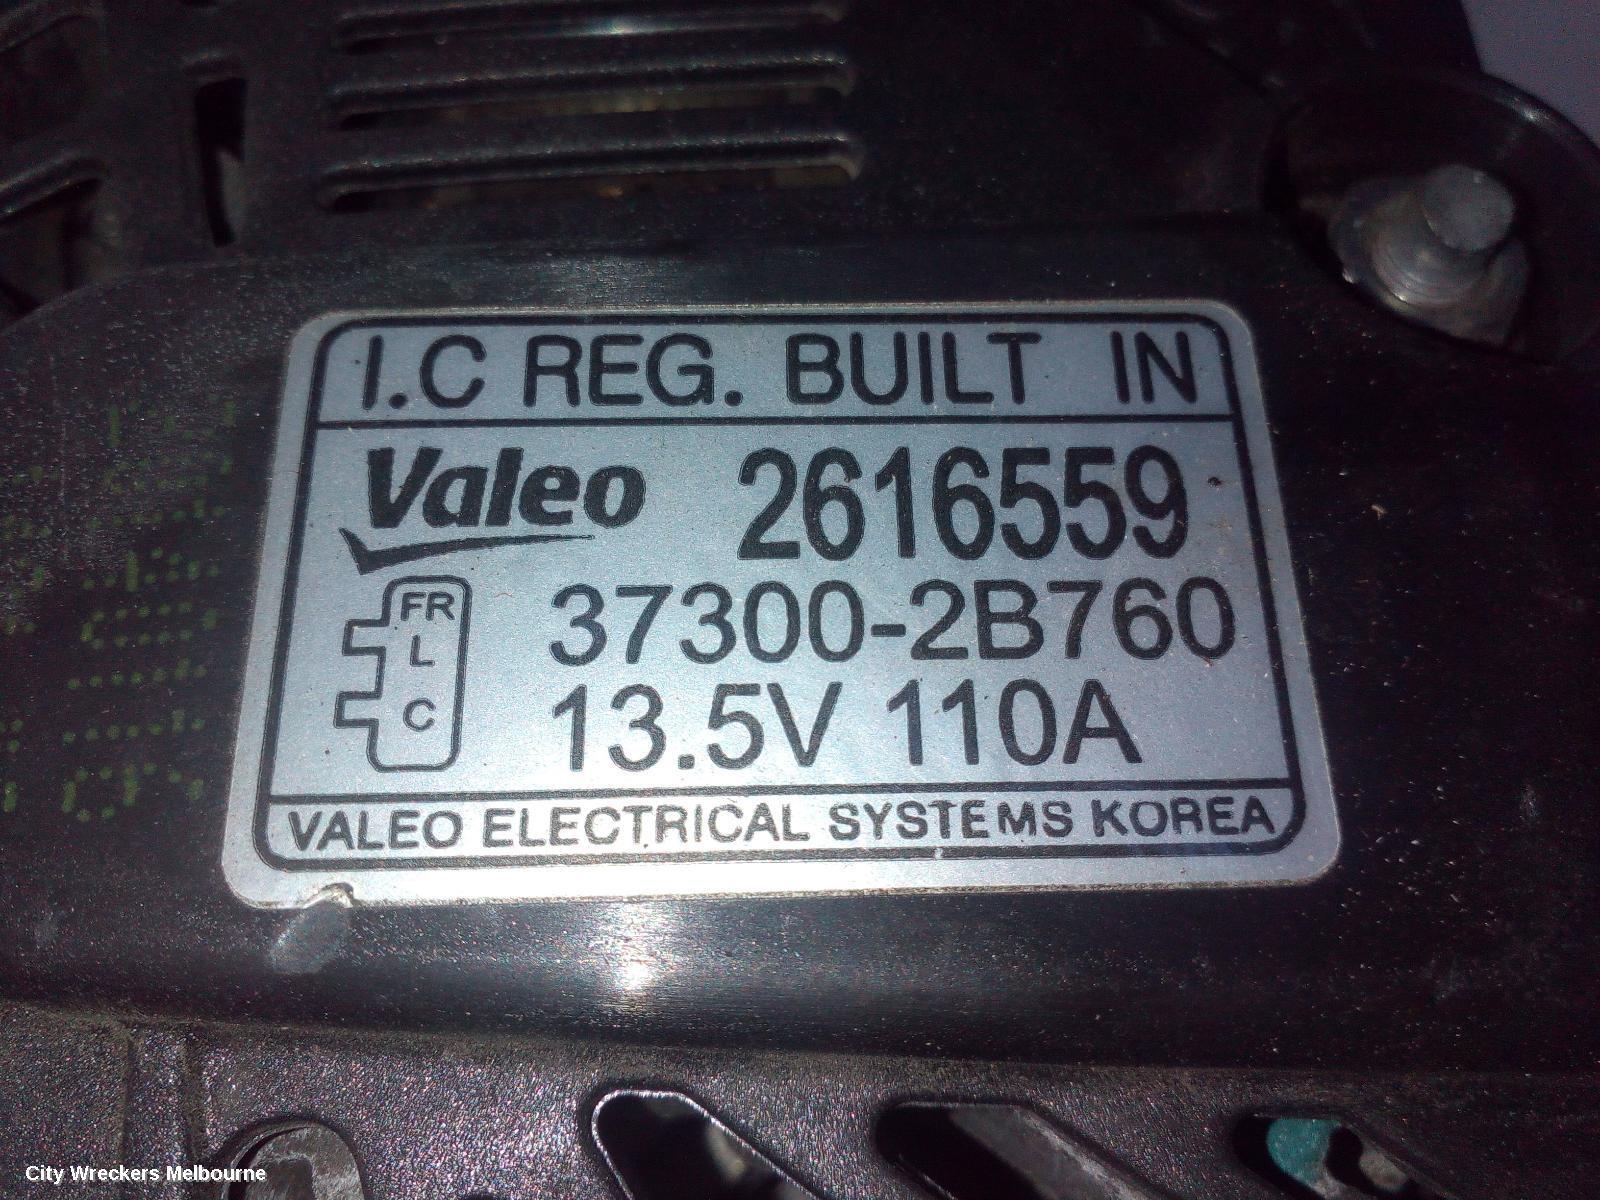 I.C REG. BUILT IN
Valeo 2616559
FR
L
C
37300-2B760
13.5V 110A
VALEO ELECTRICAL SYSTEMS KOREA
City Wreckers Melbourne